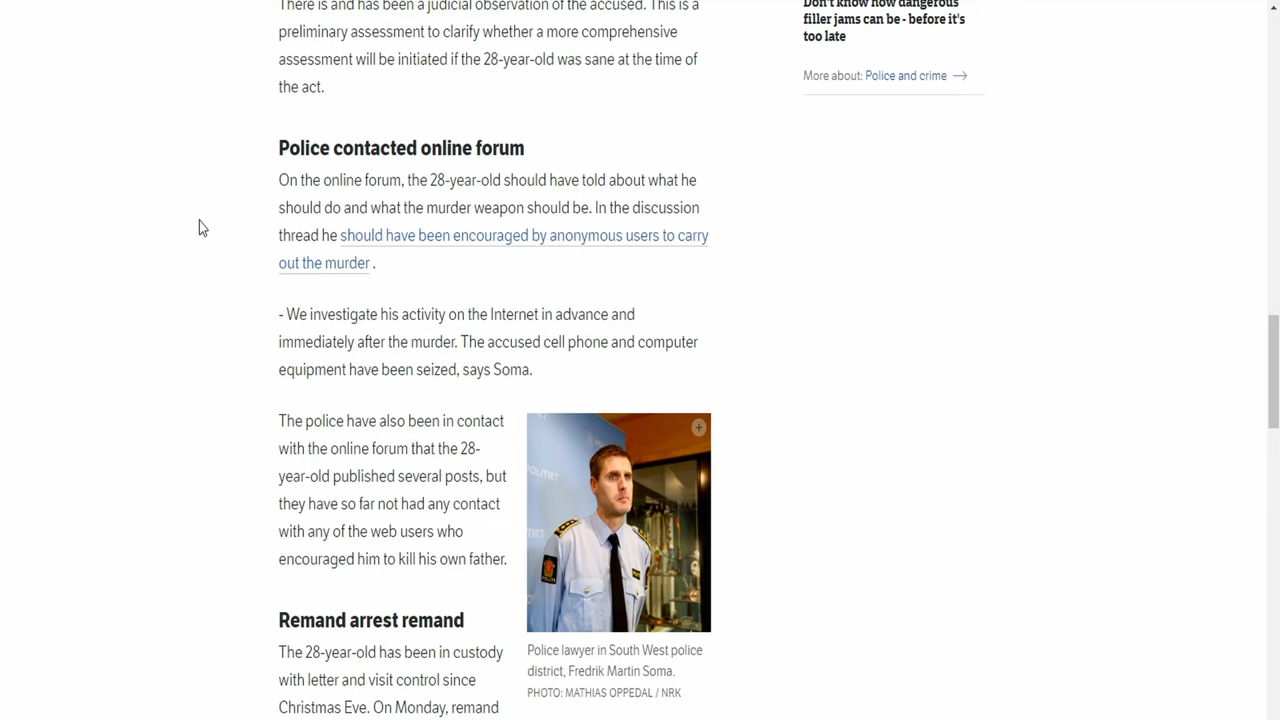 There is and has been a judicial observation of the accused. This is a
preliminary assessment to clarify whether a more comprehensive
assessment will be initiated if the 28-year-old was sane at the time of
the act.
Police contacted online forum
On the online forum, the 28-year-old should have told about what he
should do and what the murder weapon should be. In the discussion
thread he should have been encouraged by anonymous users to carry
out the murder .
- We investigate his activity on the Internet in advance and
immediately after the murder. The accused cell phone and computer
equipment have been seized, says Soma.
The police have also been in contact
with the online forum that the 28-
year-old published several posts, but
they have so far not had any contact
with any of the web users who
encouraged him to kill his own father.
POLITIET
Police lawyer in South West police
district, Fredrik Martin Soma.
PHOTO: MATHIAS OPPEDAL / NRK
Remand arrest remand
The 28-year-old has been in custody
with letter and visit control since
Christmas Eve. On Monday, remand
Don't know how dangerous
filler jams can be - before it's
too late
More about: Police and crime →